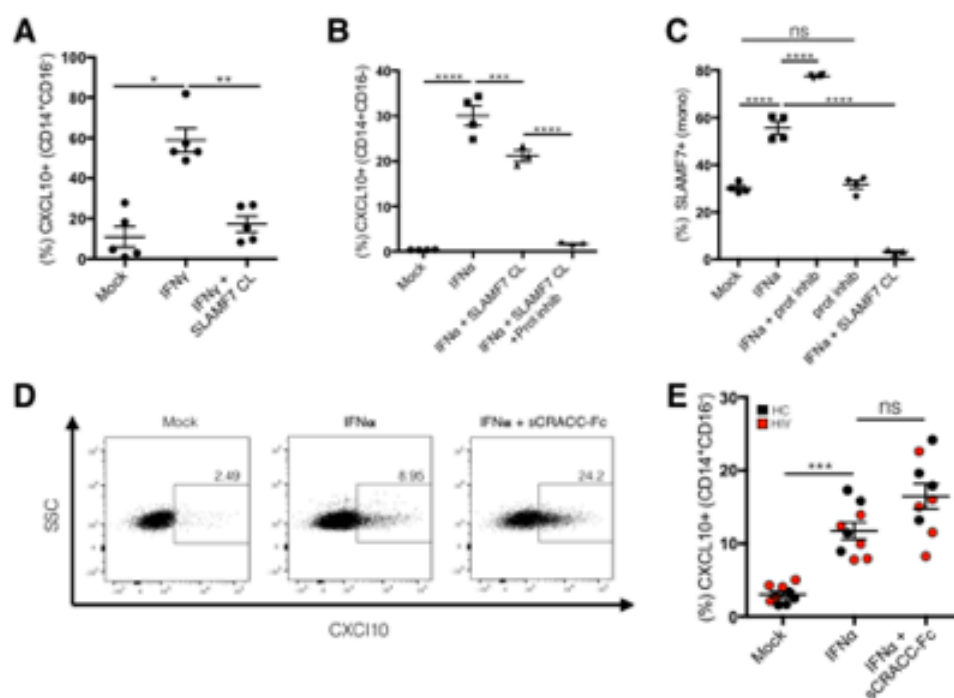 A
(%) CXCL10+ (CD14+CD16-)
100
80
60
40
20
0
*
**
Mock
IFNγ
IFNγ +
SLAMF7 CL
B
(%) CXCL10+ (CD14+CD16-)
40
30
20
10
0
****
***
****
Mock
IFNα
IFNα + SLAMF7 CL
IFNα + SLAMF7 CL
+Prot inhib
C
(%) SLAMF7+ (mono)
80
60
40
20
0
ns
****
****
****
Mock
IFNa
IFNa + prot inhib
prot inhib
IFNa + SLAMF7 CL
D
Mock
IFNα
IFNα + sCRACC-Fc
2.49
8.95
24.2
SSC
CXCl10
E
(%) CXCL10+ (CD14+CD16-)
30
20
10
0
HC
HIV
***
ns
Mock
IFNα
IFNα +
sCRACC-Fc